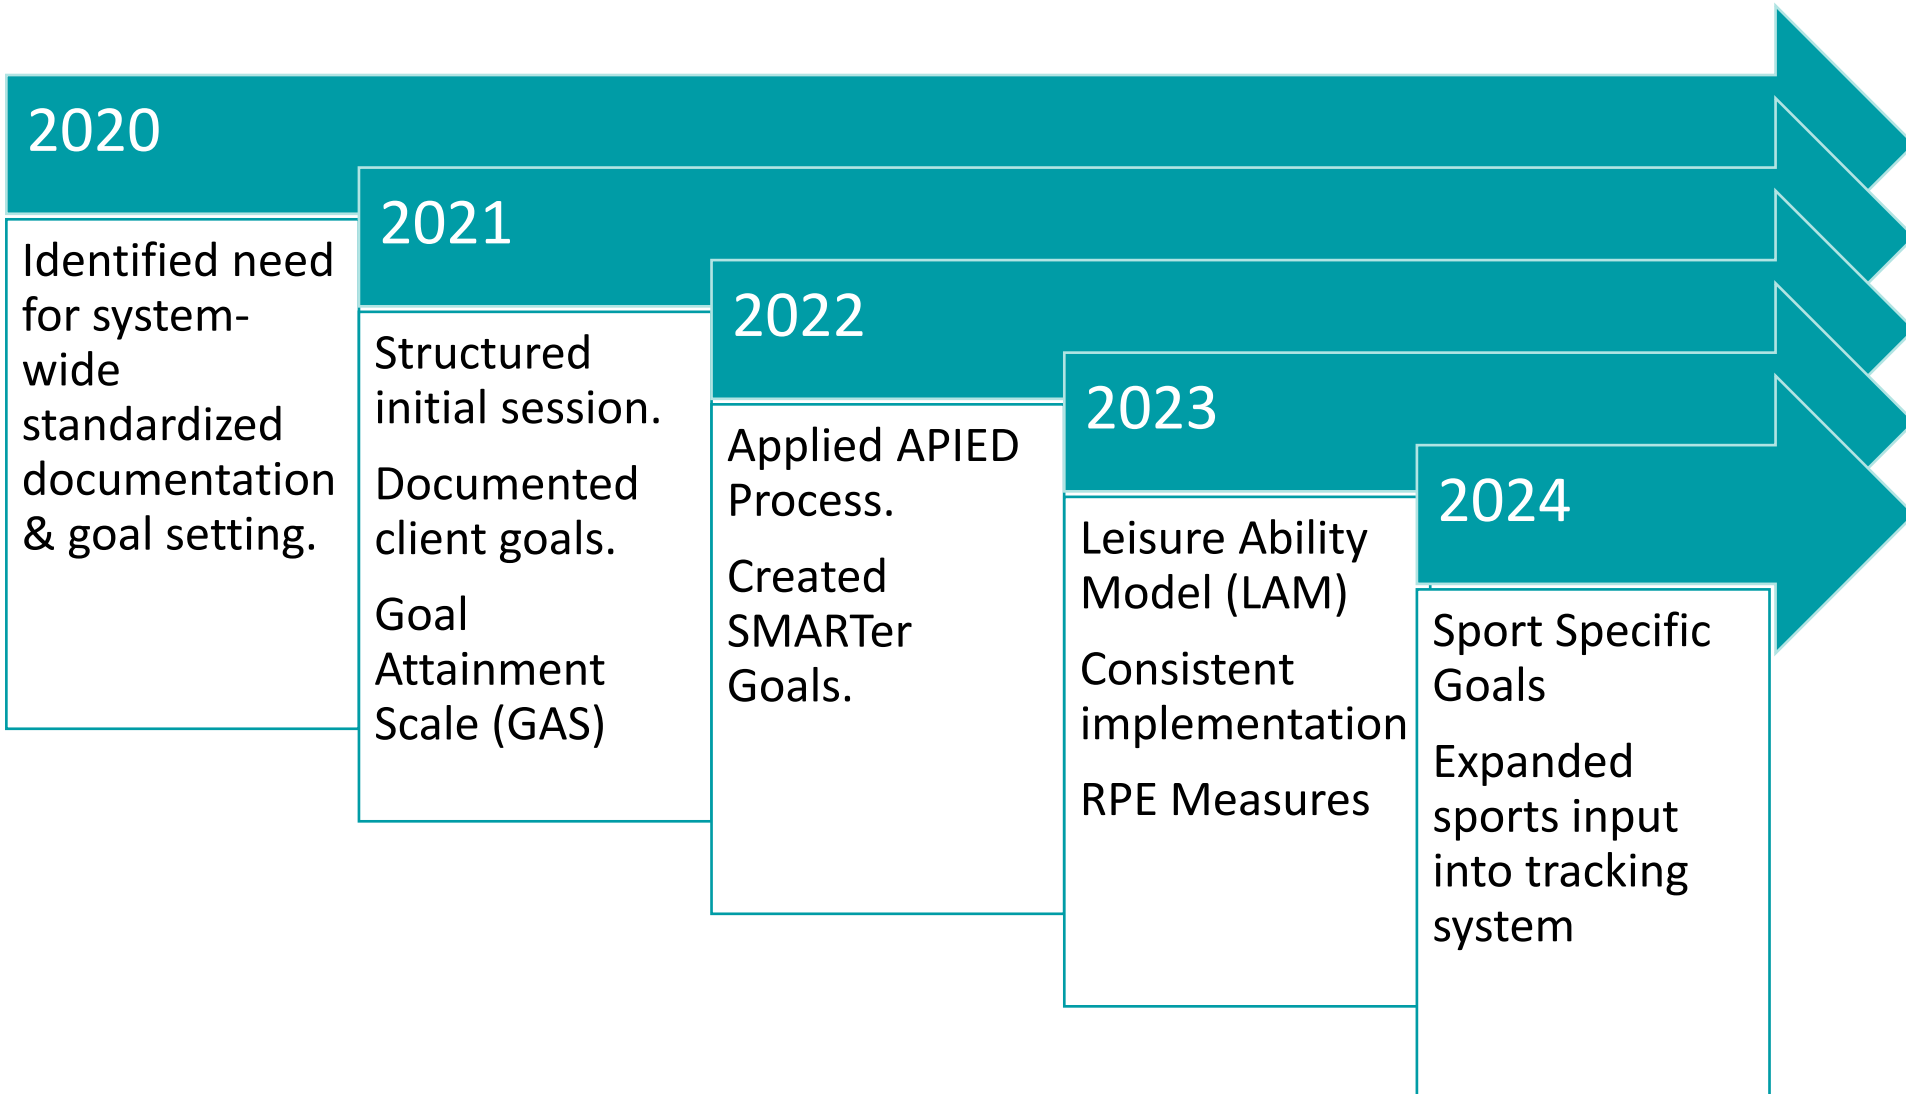 2020
Identified need
for system-
wide
standardized
documentation
& goal setting.
2021
Structured
initial session.
Documented
client goals.
Goal
Attainment
Scale (GAS)
2022
Applied APIED
Process.
Created
SMARTer
Goals.
2023
Leisure Ability
Model (LAM)
Consistent
implementation
RPE Measures
2024
Sport Specific
Goals
Expanded
sports input
into tracking
system